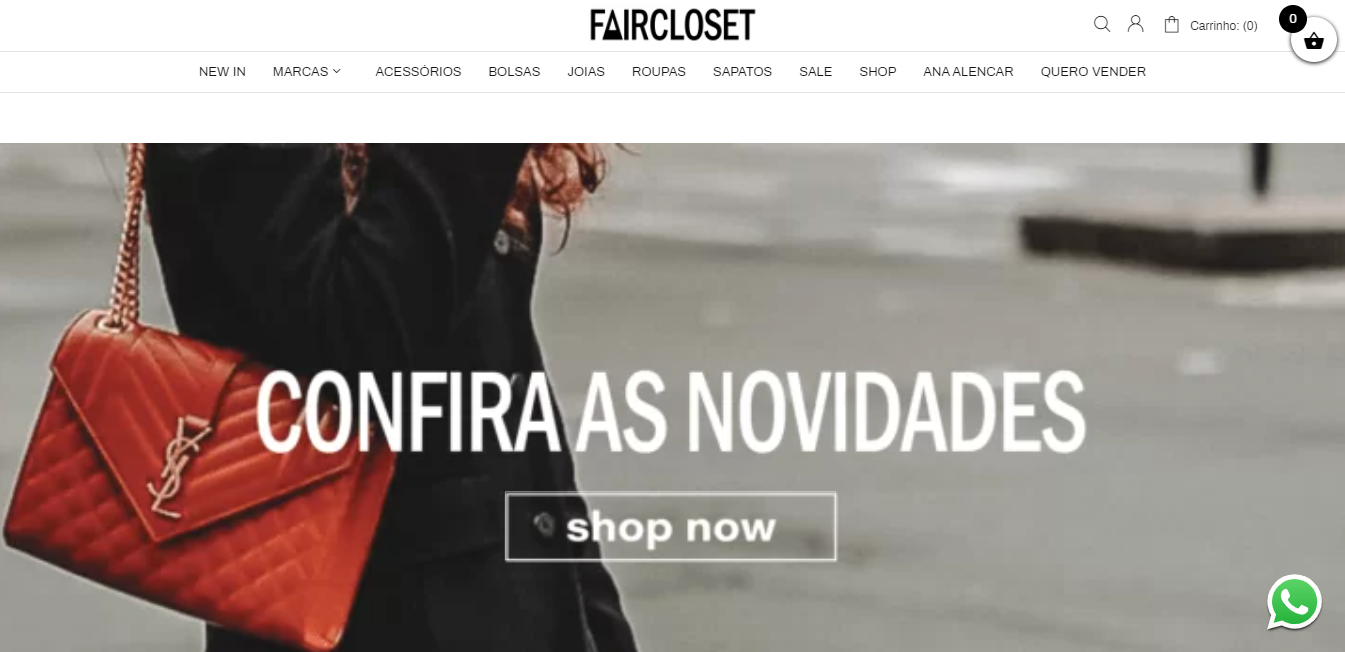 FAIRCLOSET
Carrinho: (0)
0
NEW IN MARCAS ACESSÓRIOS BOLSAS JOIAS ROUPAS SAPATOS SALE SHOP ANA ALENCAR QUERO VENDER
CONFIRA AS NOVIDADES
shop now
YSL